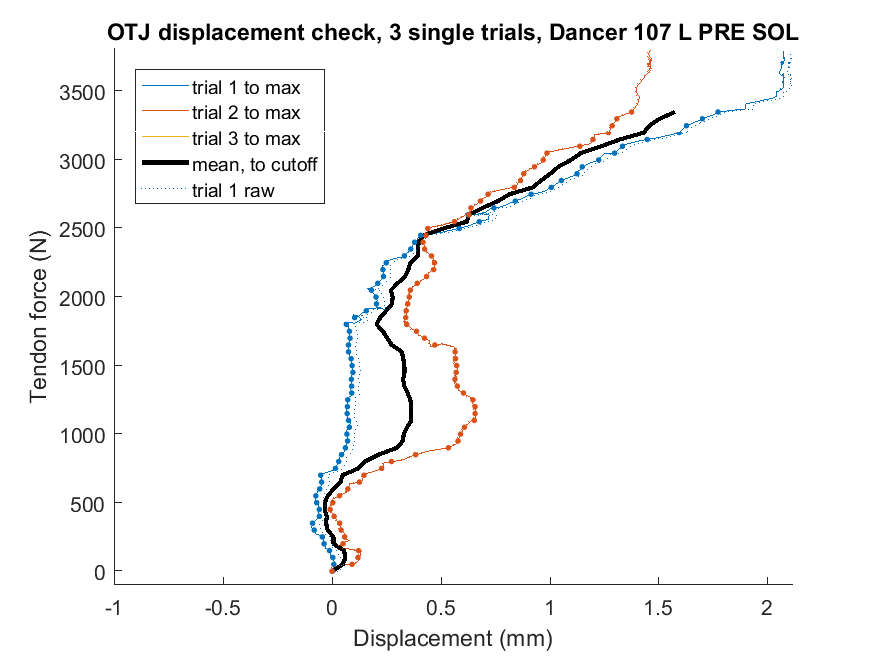 OTJ displacement check, 3 single trials, Dancer 107 L PRE SOL
trial 1 to max
trial 2 to max
trial 3 to max
mean, to cutoff
trial 1 raw
Tendon force (N)
3500
3000
2500
2000
1500
1000
500
0
-1 -0.5 0 0.5 1 1.5 2
Displacement (mm)